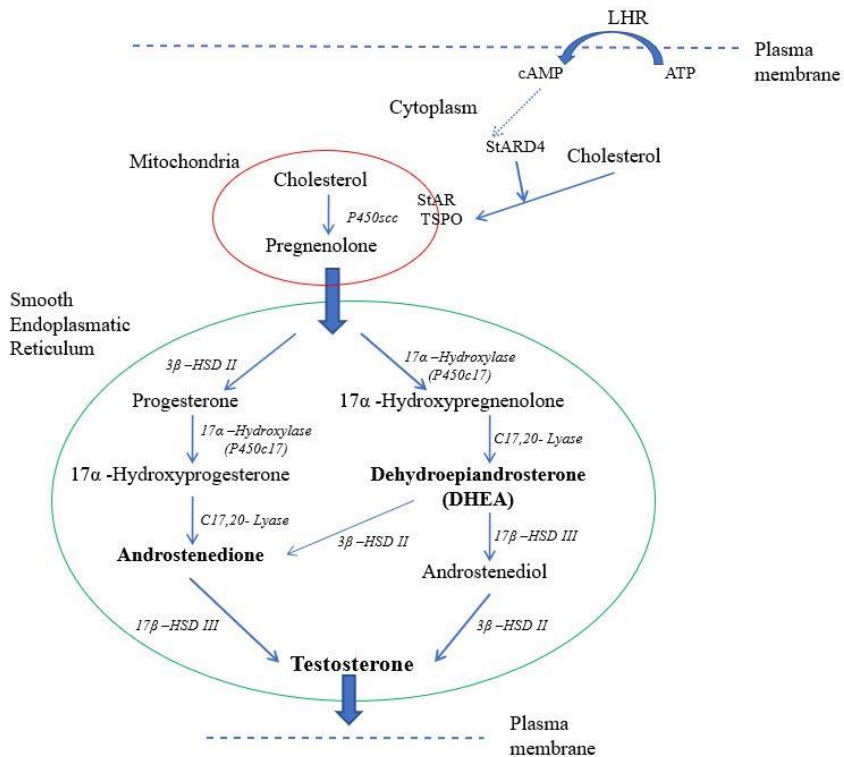 LHR
Plasma
membrane
cAMP
ATP
Cytoplasm
StARD4
Cholesterol
Mitochondria
Cholesterol
StAR
TSPO
P450scc
Pregnenolone
Smooth
Endoplasmatic
Reticulum
3β –HSD II
17α –Hydroxylase
(P450c17)
Progesterone
17α -Hydroxypregnenolone
17α –Hydroxylase
(P450c17)
C17,20- Lyase
17α -Hydroxyprogesterone
Dehydroepiandrosterone
(DHEA)
C17,20- Lyase
3β –HSD II
17β –HSD III
Androstenedione
Androstenediol
17β –HSD III
3β –HSD II
Testosterone
Plasma
membrane